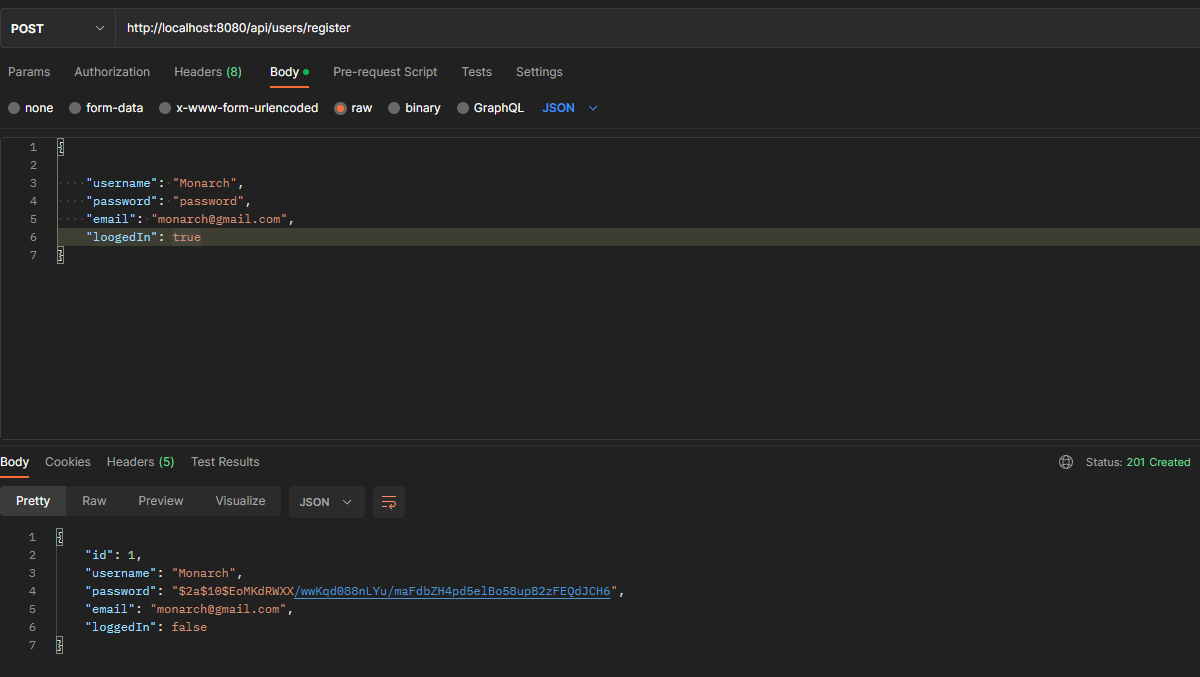 POST http://localhost:8080/api/users/register
Params Authorization Headers (8) Body Pre-request Script Tests Settings
none form-data x-www-form-urlencoded raw binary GraphQL JSON
1 {
2
3 "username": "Monarch",
4 "password": "password",
5 "email": "monarch@gmail.com",
6 "loogedIn": true
7 }
Body Cookies Headers (5) Test Results Status: 201 Created
Pretty Raw Preview Visualize JSON
1 {
2 "id": 1,
3 "username": "Monarch",
4 "password": "$2a$10$EoMKdRWXX/wwKqd088nLYu/maFdbZH4pd5elBo58upB2zFEQdJCH6",
5 "email": "monarch@gmail.com",
6 "loggedIn": false
7 }